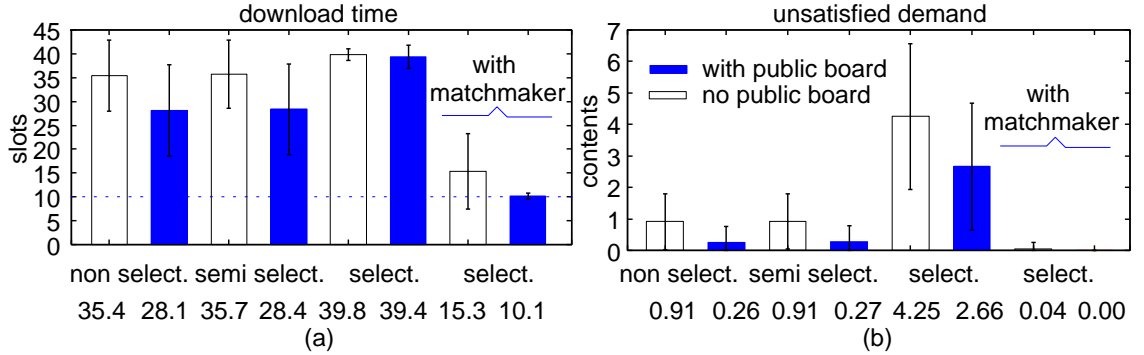 download time
45
40
35
30
25
20
15
10
5
0
slots
with
matchmaker
non select. semi select. select. select.
35.4 28.1 35.7 28.4 39.8 39.4 15.3 10.1
(a)
unsatisfied demand
7
6
5
4
3
2
1
0
contents
with public board
no public board
with
matchmaker
non select. semi select. select. select.
0.91 0.26 0.91 0.27 4.25 2.66 0.04 0.00
(b)